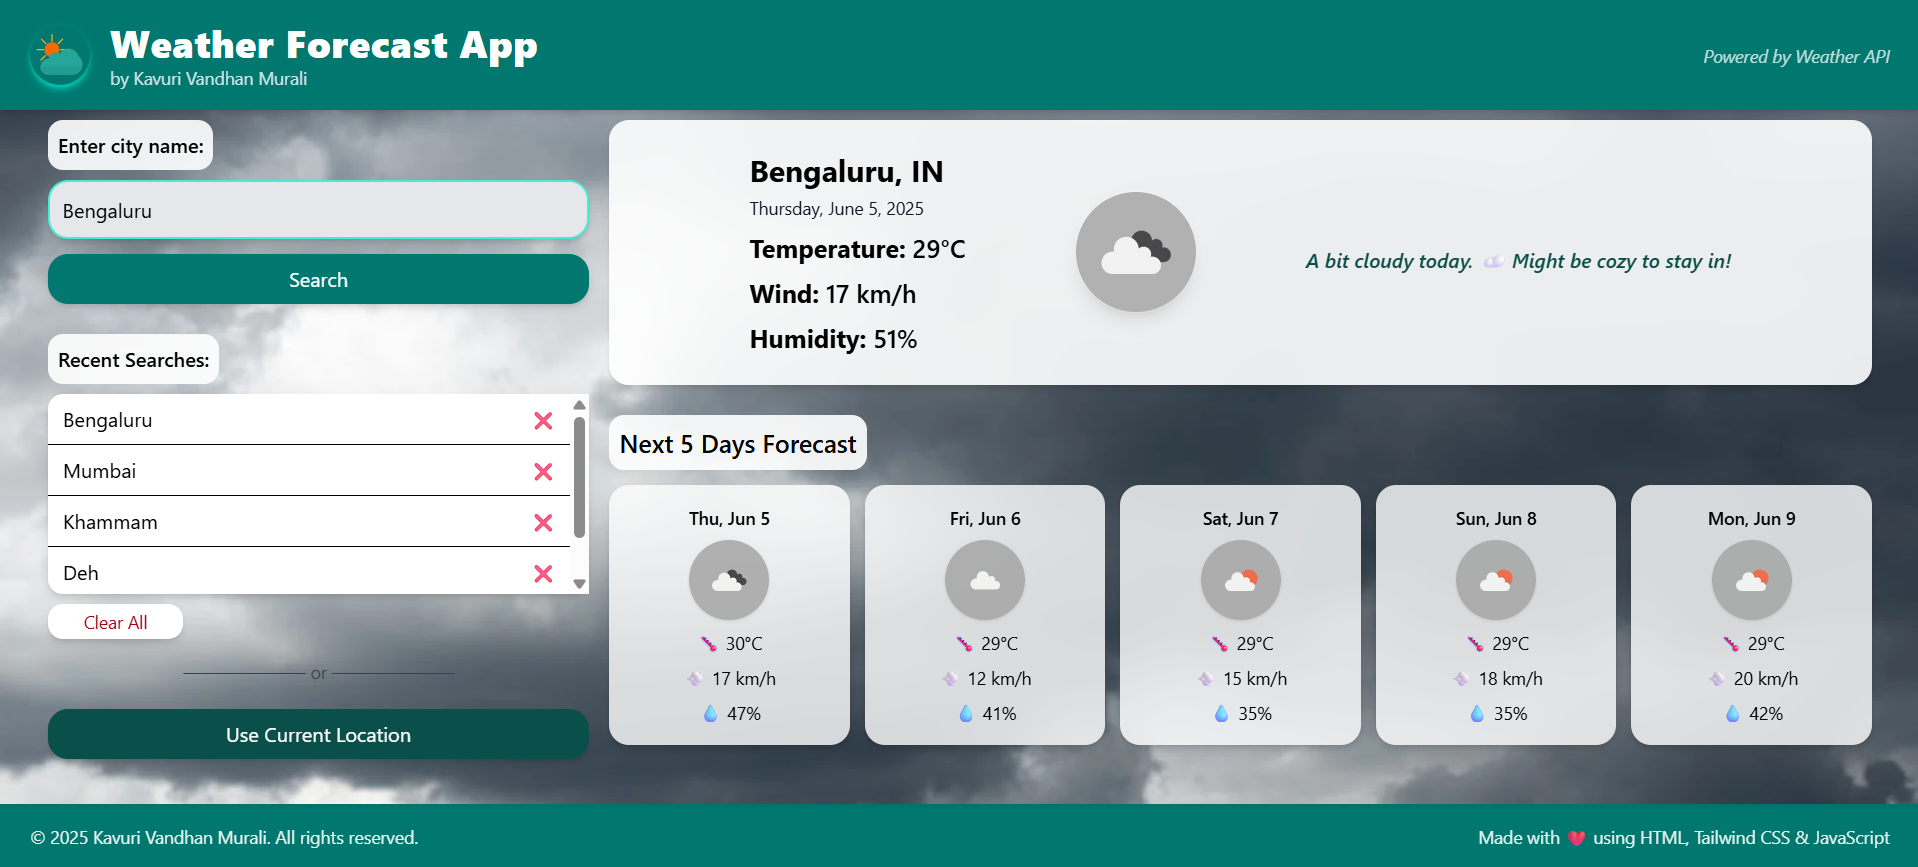 Weather Forecast App
by Kavuri Vandhan Murali
Powered by Weather API
Enter city name:
Bengaluru
Search
Recent Searches:
Bengaluru
Mumbai
Khammam
Deh
Clear All
or
Use Current Location
Bengaluru, IN
Thursday, June 5, 2025
Temperature: 29°C
Wind: 17 km/h
Humidity: 51%
A bit cloudy today. ☁️ Might be cozy to stay in!
Next 5 Days Forecast
Thu, Jun 5
30°C
17 km/h
47%
Fri, Jun 6
29°C
12 km/h
41%
Sat, Jun 7
29°C
15 km/h
35%
Sun, Jun 8
29°C
18 km/h
35%
Mon, Jun 9
29°C
20 km/h
42%
© 2025 Kavuri Vandhan Murali. All rights reserved.
Made with 💗 using HTML, Tailwind CSS & JavaScript